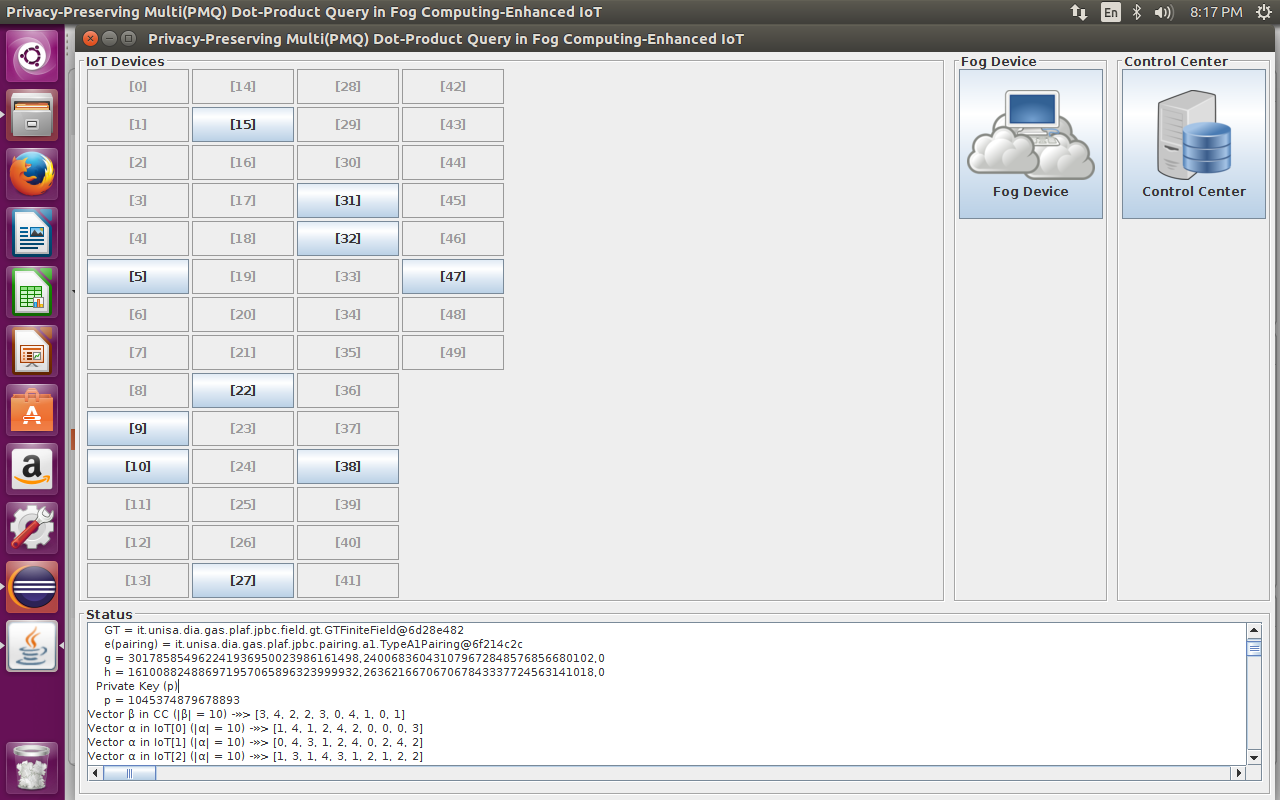 Privacy-Preserving Multi(PMQ) Dot-Product Query in Fog Computing-Enhanced IoT
En
8:17 PM
Privacy-Preserving Multi(PMQ) Dot-Product Query in Fog Computing-Enhanced IoT
IoT Devices
Fog Device
Control Center
[0] [14] [28] [42]
[1] [15] [29] [43]
[2] [16] [30] [44]
[3] [17] [31] [45]
[4] [18] [32] [46]
[5] [19] [33] [47]
[6] [20] [34] [48]
[7] [21] [35] [49]
[8] [22] [36]
[9] [23] [37]
[10] [24] [38]
[11] [25] [39]
[12] [26] [40]
[13] [27] [41]
Fog Device
Control Center
Status
GT = it.unisa.dia.gas.plaf.jpbc.field.gt.GTFiniteField@6d28e482
e(pairing) = it.unisa.dia.gas.plaf.jpbc.pairing.a1.TypeA1Pairing@6f214c2c
g = 301785854962241936950023986161498,240068360431079672848576856680102,0
h = 161008824886971957065896323999932,263621667067067843337724563141018,0
Private Key (p)
p = 1045374879678893
Vector β in CC (|β| = 10) -»> [3, 4, 2, 2, 3, 0, 4, 1, 0, 1]
Vector α in IoT[0] (|α| = 10) -»> [1, 4, 1, 2, 4, 2, 0, 0, 0, 3]
Vector α in IoT[1] (|α| = 10) -»> [0, 4, 3, 1, 2, 4, 0, 2, 4, 2]
Vector α in IoT[2] (|α| = 10) -»> [1, 3, 1, 4, 3, 1, 2, 1, 2, 2]